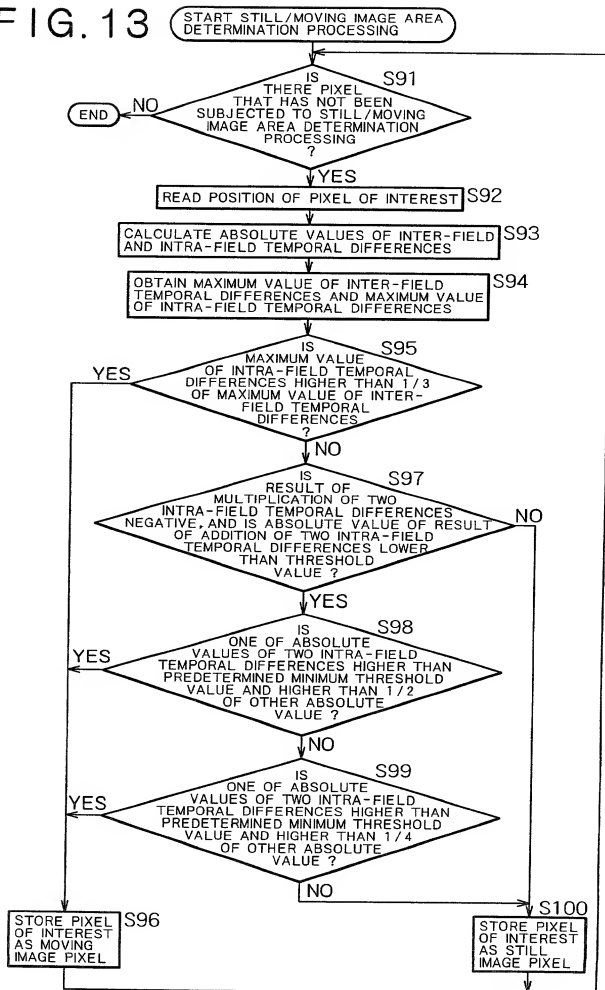 FIG. 13
START STILL/MOVING IMAGE AREA
DETERMINATION PROCESSING
S91
IS
THERE PIXEL
THAT HAS NOT BEEN
SUBJECTED TO STILL/MOVING
IMAGE AREA DETERMINATION
PROCESSING
?
NO
END
YES
READ POSITION OF PIXEL OF INTEREST
S92
CALCULATE ABSOLUTE VALUES OF INTER-FIELD
AND INTRA-FIELD TEMPORAL DIFFERENCES
S93
OBTAIN MAXIMUM VALUE OF INTER-FIELD
TEMPORAL DIFFERENCES AND MAXIMUM VALUE
OF INTRA-FIELD TEMPORAL DIFFERENCES
S94
S95
IS
MAXIMUM VALUE
OF INTRA-FIELD TEMPORAL
DIFFERENCES HIGHER THAN 1/3
OF MAXIMUM VALUE OF INTER-
FIELD TEMPORAL
DIFFERENCES
?
YES
NO
S97
IS
RESULT OF
MULTIPLICATION OF TWO
INTRA-FIELD TEMPORAL DIFFERENCES
NEGATIVE, AND IS ABSOLUTE VALUE OF RESULT
OF ADDITION OF TWO INTRA-FIELD
TEMPORAL DIFFERENCES LOWER
THAN THRESHOLD
VALUE ?
NO
YES
S98
IS
ONE OF ABSOLUTE
VALUES OF TWO INTRA-FIELD
TEMPORAL DIFFERENCES HIGHER THAN
PREDETERMINED MINIMUM THRESHOLD
VALUE AND HIGHER THAN 1/2
OF OTHER ABSOLUTE
VALUE ?
YES
NO
S99
IS
ONE OF ABSOLUTE
VALUES OF TWO INTRA-FIELD
TEMPORAL DIFFERENCES HIGHER THAN
PREDETERMINED MINIMUM THRESHOLD
VALUE AND HIGHER THAN 1/4
OF OTHER ABSOLUTE
VALUE ?
YES
NO
S96
STORE PIXEL
OF INTEREST
AS MOVING
IMAGE PIXEL
S100
STORE PIXEL
OF INTEREST
AS STILL
IMAGE PIXEL